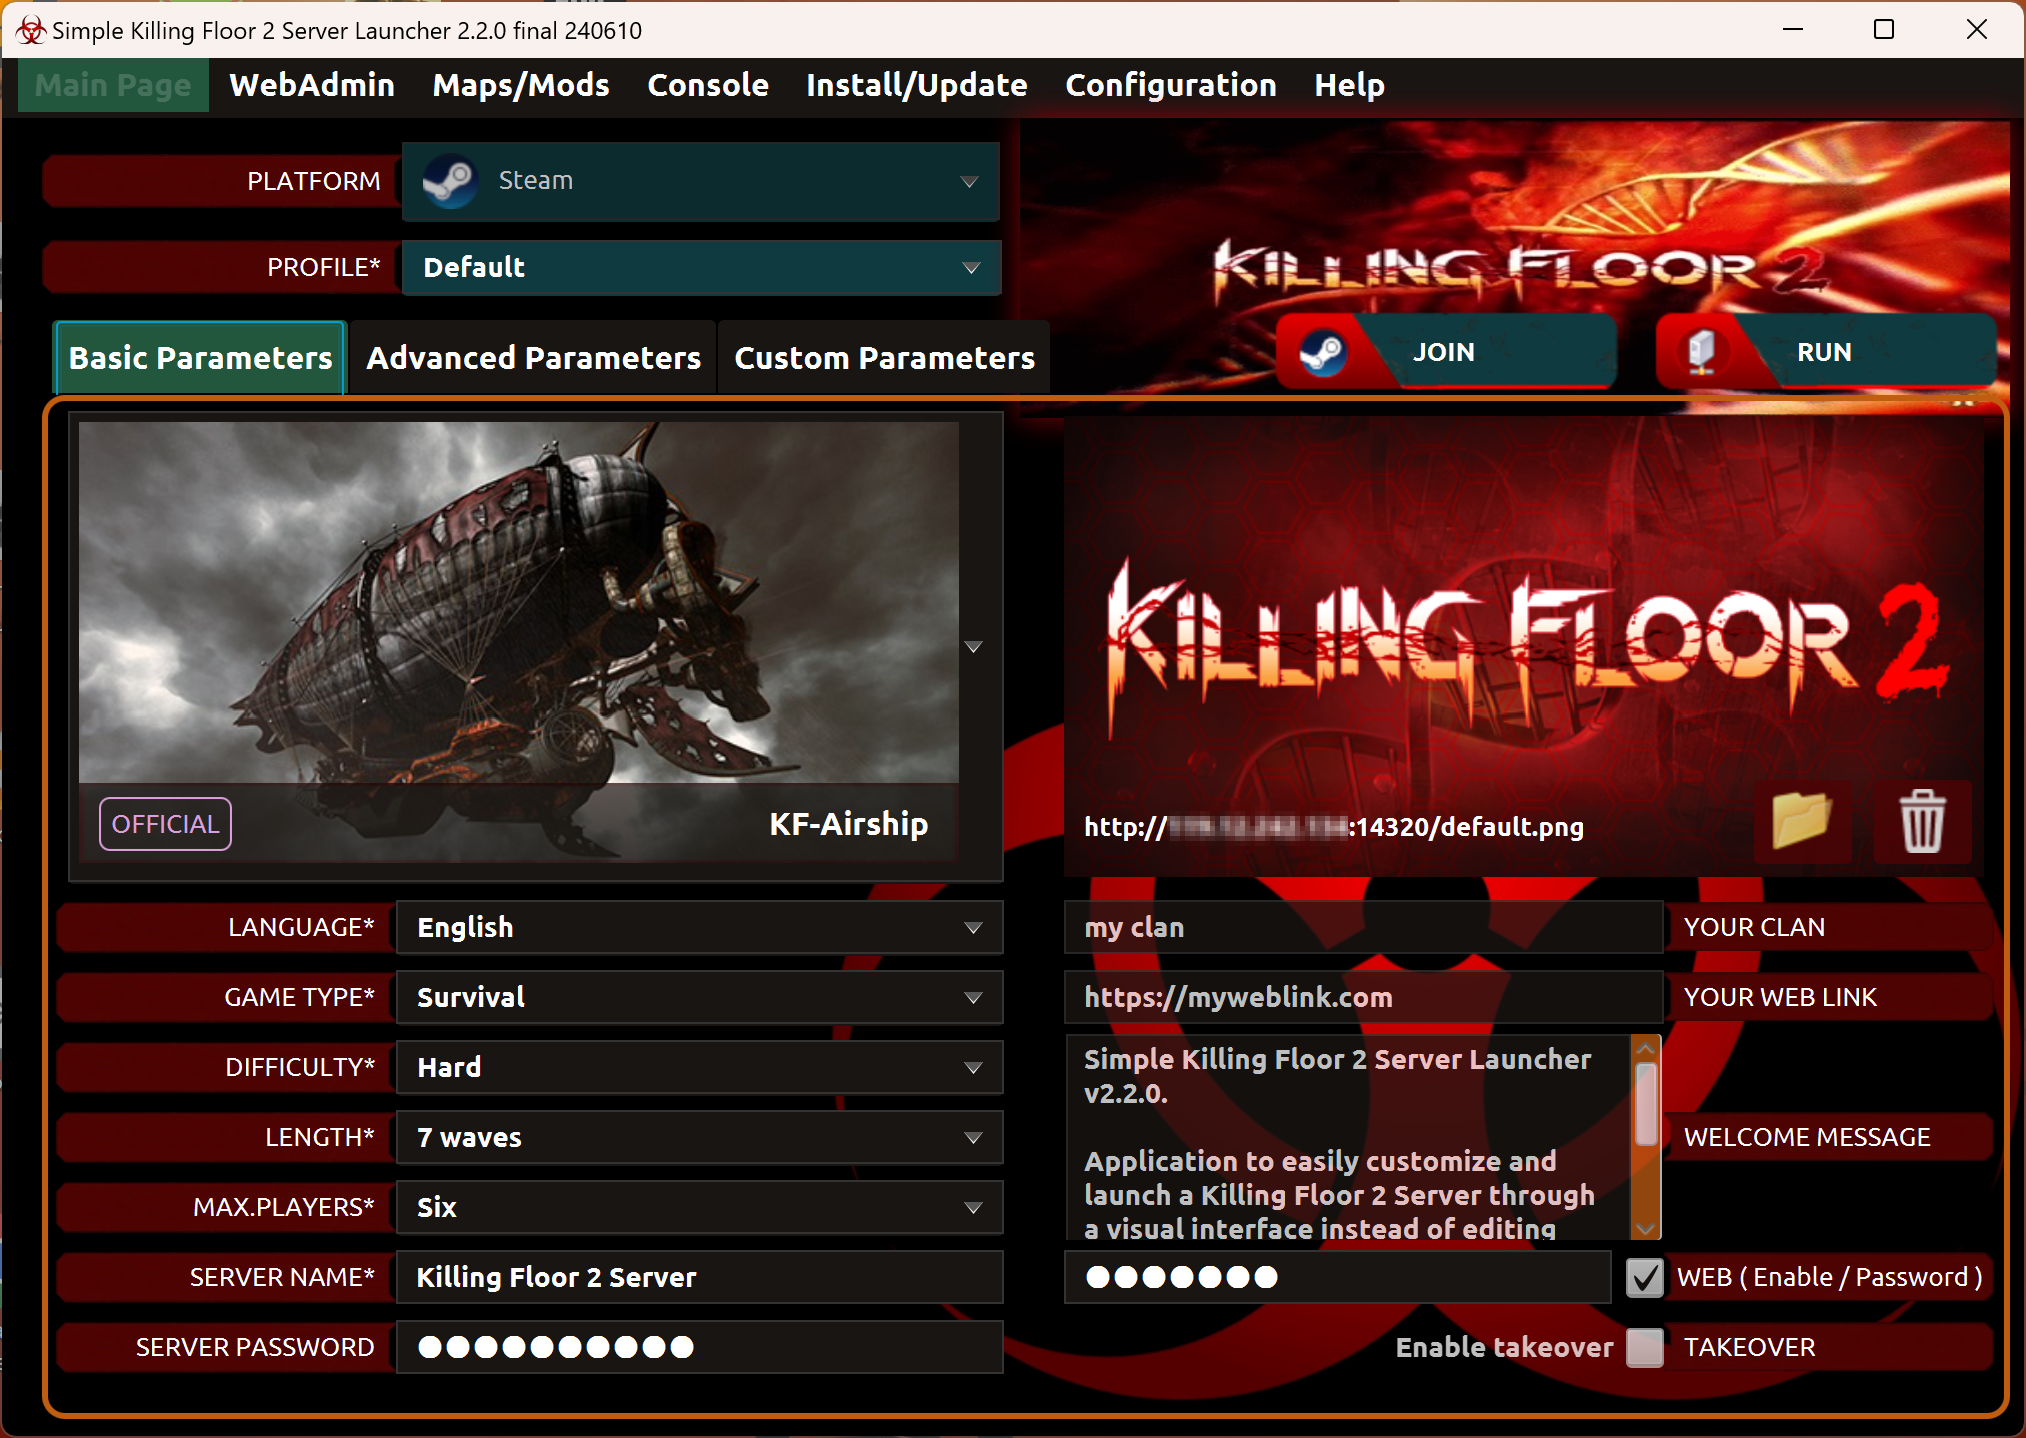 Simple Killing Floor 2 Server Launcher 2.2.0 final 240610
Main Page WebAdmin Maps/Mods Console Install/Update Configuration Help
PLATFORM Steam
PROFILE* Default
KILLING FLOOR 2
JOIN RUN
Basic Parameters Advanced Parameters Custom Parameters
OFFICIAL KF-Airship
KILLING FLOOR 2
http:// :14320/default.png
LANGUAGE* English
GAME TYPE* Survival
DIFFICULTY* Hard
LENGTH* 7 waves
MAX.PLAYERS* Six
SERVER NAME* Killing Floor 2 Server
SERVER PASSWORD ●●●●●●●●●●
my clan YOUR CLAN
https://myweblink.com YOUR WEB LINK
Simple Killing Floor 2 Server Launcher
v2.2.0.
Application to easily customize and
launch a Killing Floor 2 Server through
a visual interface instead of editing
WELCOME MESSAGE
●●●●●●● WEB ( Enable / Password )
Enable takeover TAKEOVER